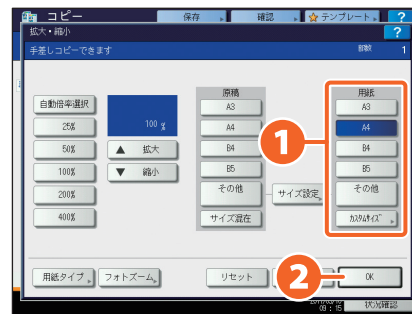 コピー 保存 確認 テンプレート ?
拡大・縮小 ?
手差しコピーできます 部数 1
自動倍率選択
25%
50%
100%
200%
400%
100 %
▲ 拡大
▼ 縮小
原稿
A3
A4
B4
B5
その他
サイズ混在
サイズ設定
用紙
A3
A4
B4
B5
その他
カスタムサイズ
1
用紙タイプ
フォトズーム
リセット
2
OK
09 : 15 状況確認